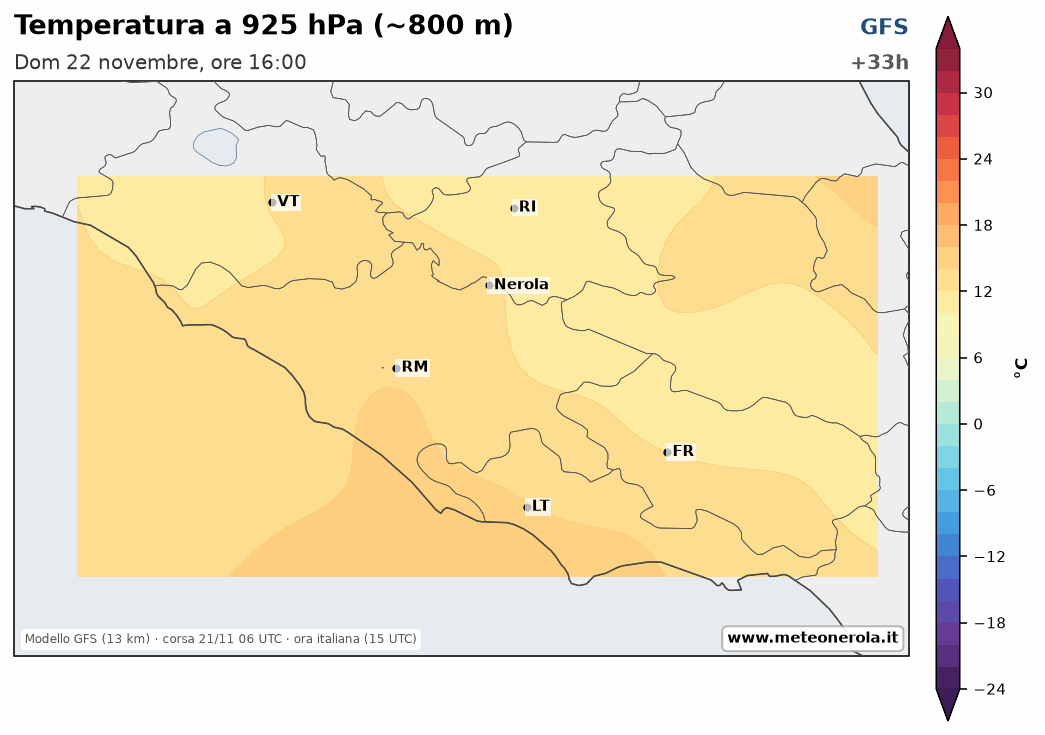 Temperatura a 925 hPa (~800 m)
GFS
Dom 22 novembre, ore 16:00
+33h
VT
RI
Nerola
RM
FR
LT
30
24
18
12
6
0
−6
−12
−18
−24
°C
Modello GFS (13 km) · corsa 21/11 06 UTC · ora italiana (15 UTC)
www.meteonerola.it